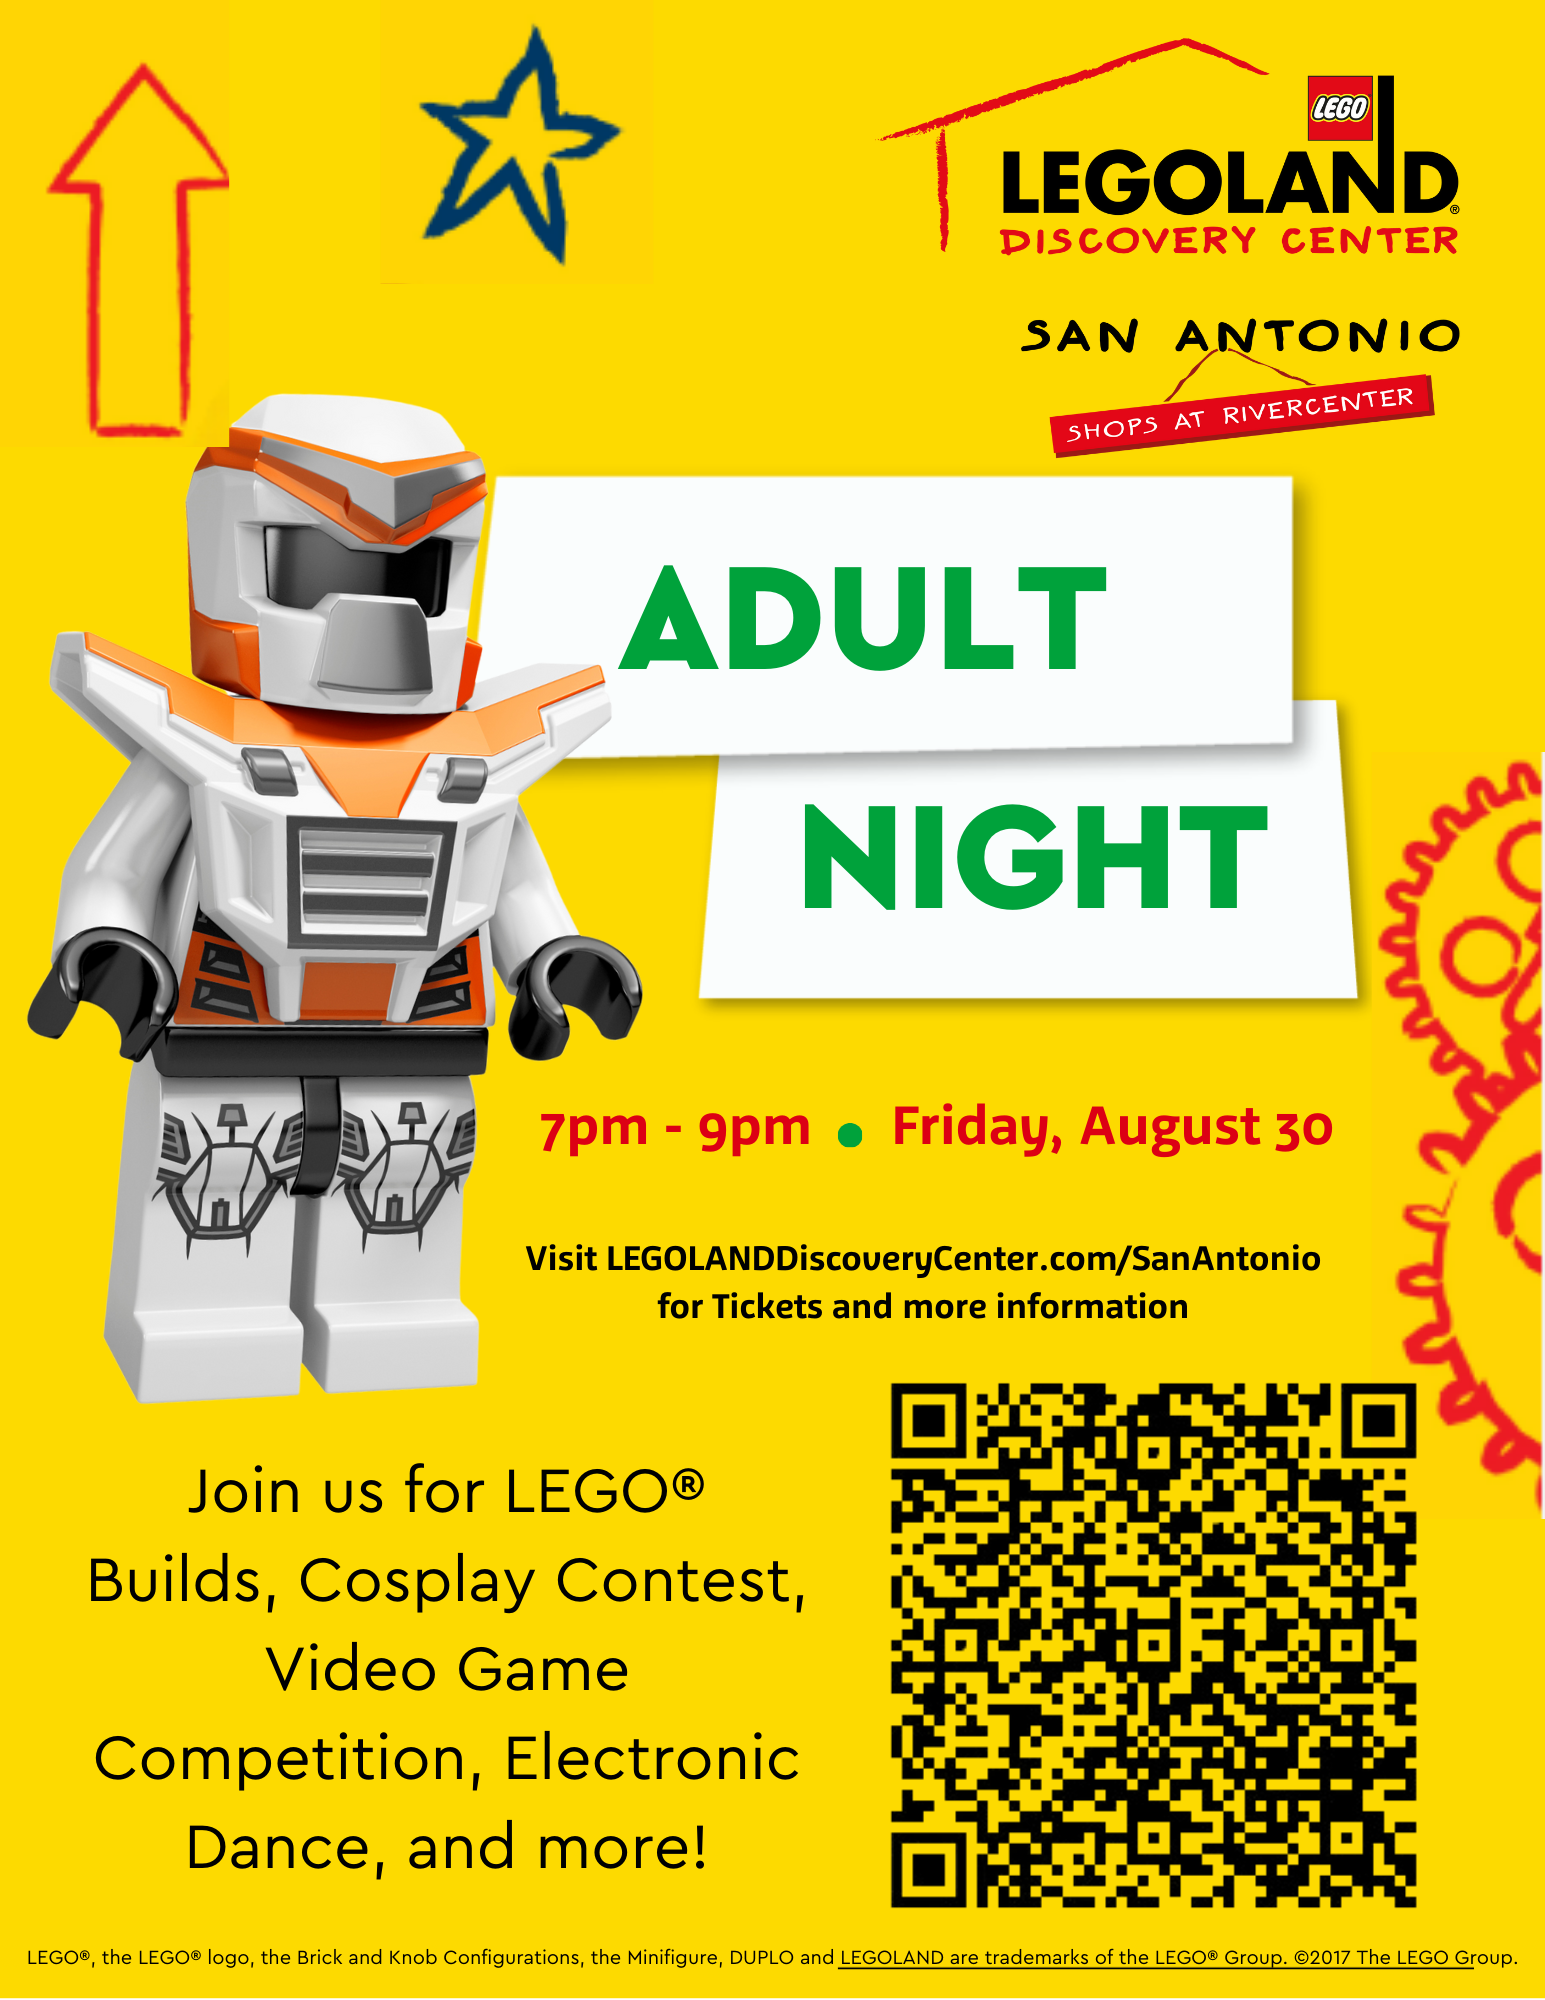 LEGO
LEGOLAND®
DISCOVERY CENTER
SAN ANTONIO
SHOPS AT RIVERCENTER
ADULT
NIGHT
7pm - 9pm ● Friday, August 30
Visit LEGOLANDDiscoveryCenter.com/SanAntonio
for Tickets and more information
Join us for LEGO®
Builds, Cosplay Contest,
Video Game
Competition, Electronic
Dance, and more!
LEGO®, the LEGO® logo, the Brick and Knob Configurations, the Minifigure, DUPLO and LEGOLAND are trademarks of the LEGO® Group. ©2017 The LEGO Group.